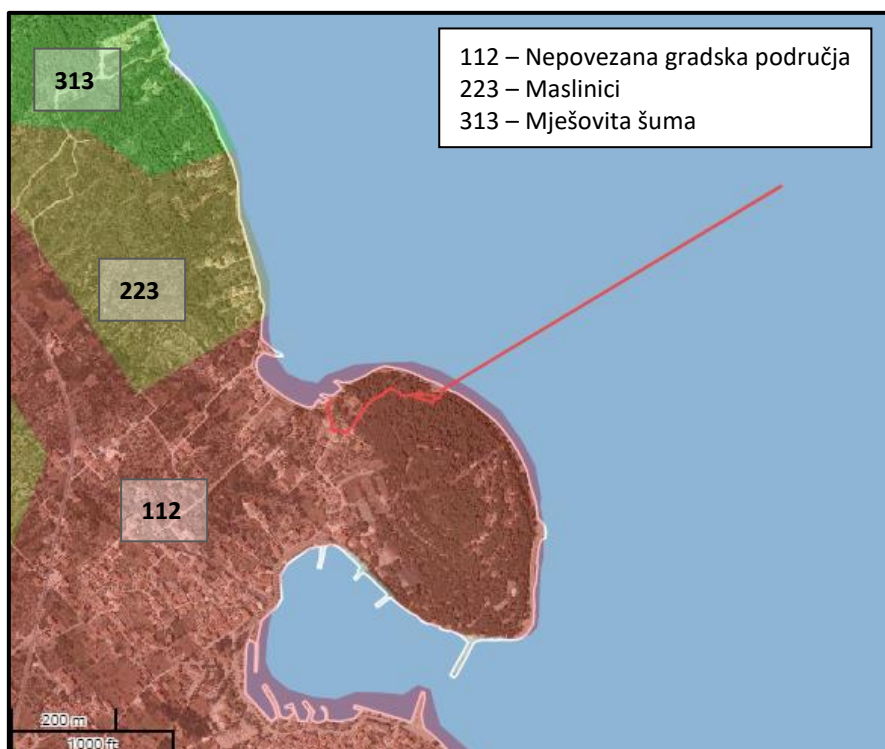 112 – Nepovezana gradska područja
223 – Maslinici
313 – Mješovita šuma
313
223
112
200 m
1000 ft